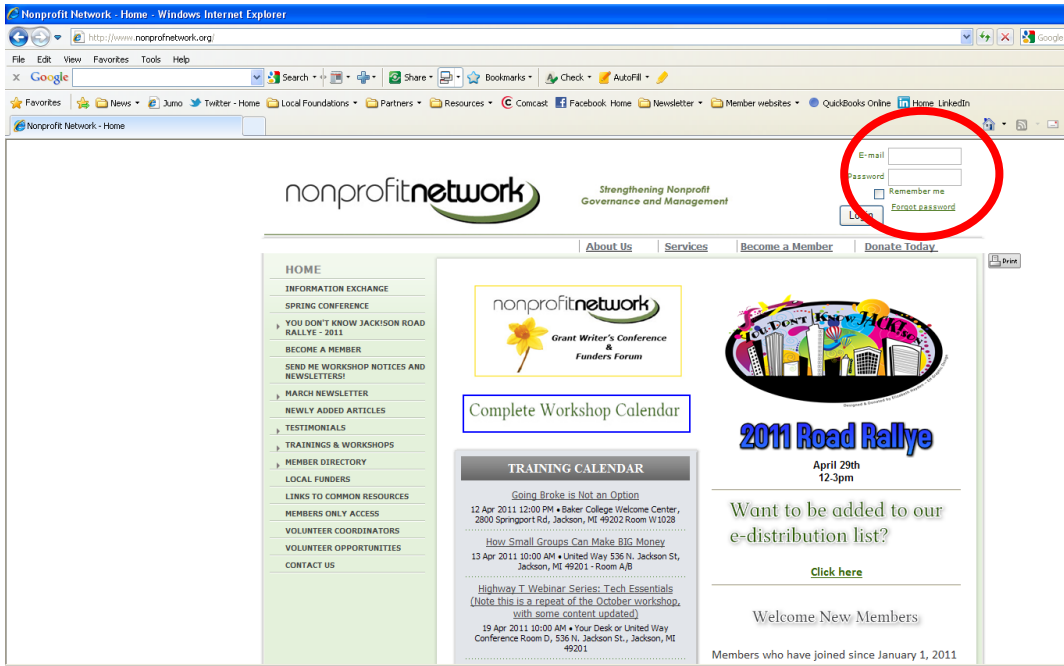 Nonprofit Network - Home - Windows Internet Explorer
http://www.nonprofnetwork.org/
Google
File Edit View Favorites Tools Help
x Google Search Share Bookmarks Check AutoFill
Favorites News Jumo Twitter - Home Local Foundations Partners Resources Comcast Facebook Home Newsletter Member websites QuickBooks Online Home LinkedIn
Nonprofit Network - Home
E-mail
Password
Remember me
Forgot password
Login
nonprofitnetwork
Strengthening Nonprofit
Governance and Management
About Us Services Become a Member Donate Today
Print
HOME
INFORMATION EXCHANGE
SPRING CONFERENCE
YOU DON'T KNOW JACK!SON ROAD
RALLYE - 2011
BECOME A MEMBER
SEND ME WORKSHOP NOTICES AND
NEWSLETTERS!
MARCH NEWSLETTER
NEWLY ADDED ARTICLES
TESTIMONIALS
TRAININGS & WORKSHOPS
MEMBER DIRECTORY
LOCAL FUNDERS
LINKS TO COMMON RESOURCES
MEMBERS ONLY ACCESS
VOLUNTEER COORDINATORS
VOLUNTEER OPPORTUNITIES
CONTACT US
nonprofitnetwork
Grant Writer's Conference
&
Funders Forum
Complete Workshop Calendar
TRAINING CALENDAR
Going Broke is Not an Option
12 Apr 2011 12:00 PM • Baker College Welcome Center,
2800 Springport Rd, Jackson, MI 49202 Room W1028
How Small Groups Can Make BIG Money
13 Apr 2011 10:00 AM • United Way 536 N. Jackson St,
Jackson, MI 49201 - Room A/B
Highway T Webinar Series: Tech Essentials
(Note this is a repeat of the October workshop,
with some content updated)
19 Apr 2011 10:00 AM • Your Desk or United Way
Conference Room D, 536 N. Jackson St., Jackson, MI
49201
YOU DON'T KNOW JACK!SON
2011 Road Rallye
April 29th
12-3pm
Want to be added to our
e-distribution list?
Click here
Welcome New Members
Members who have joined since January 1, 2011